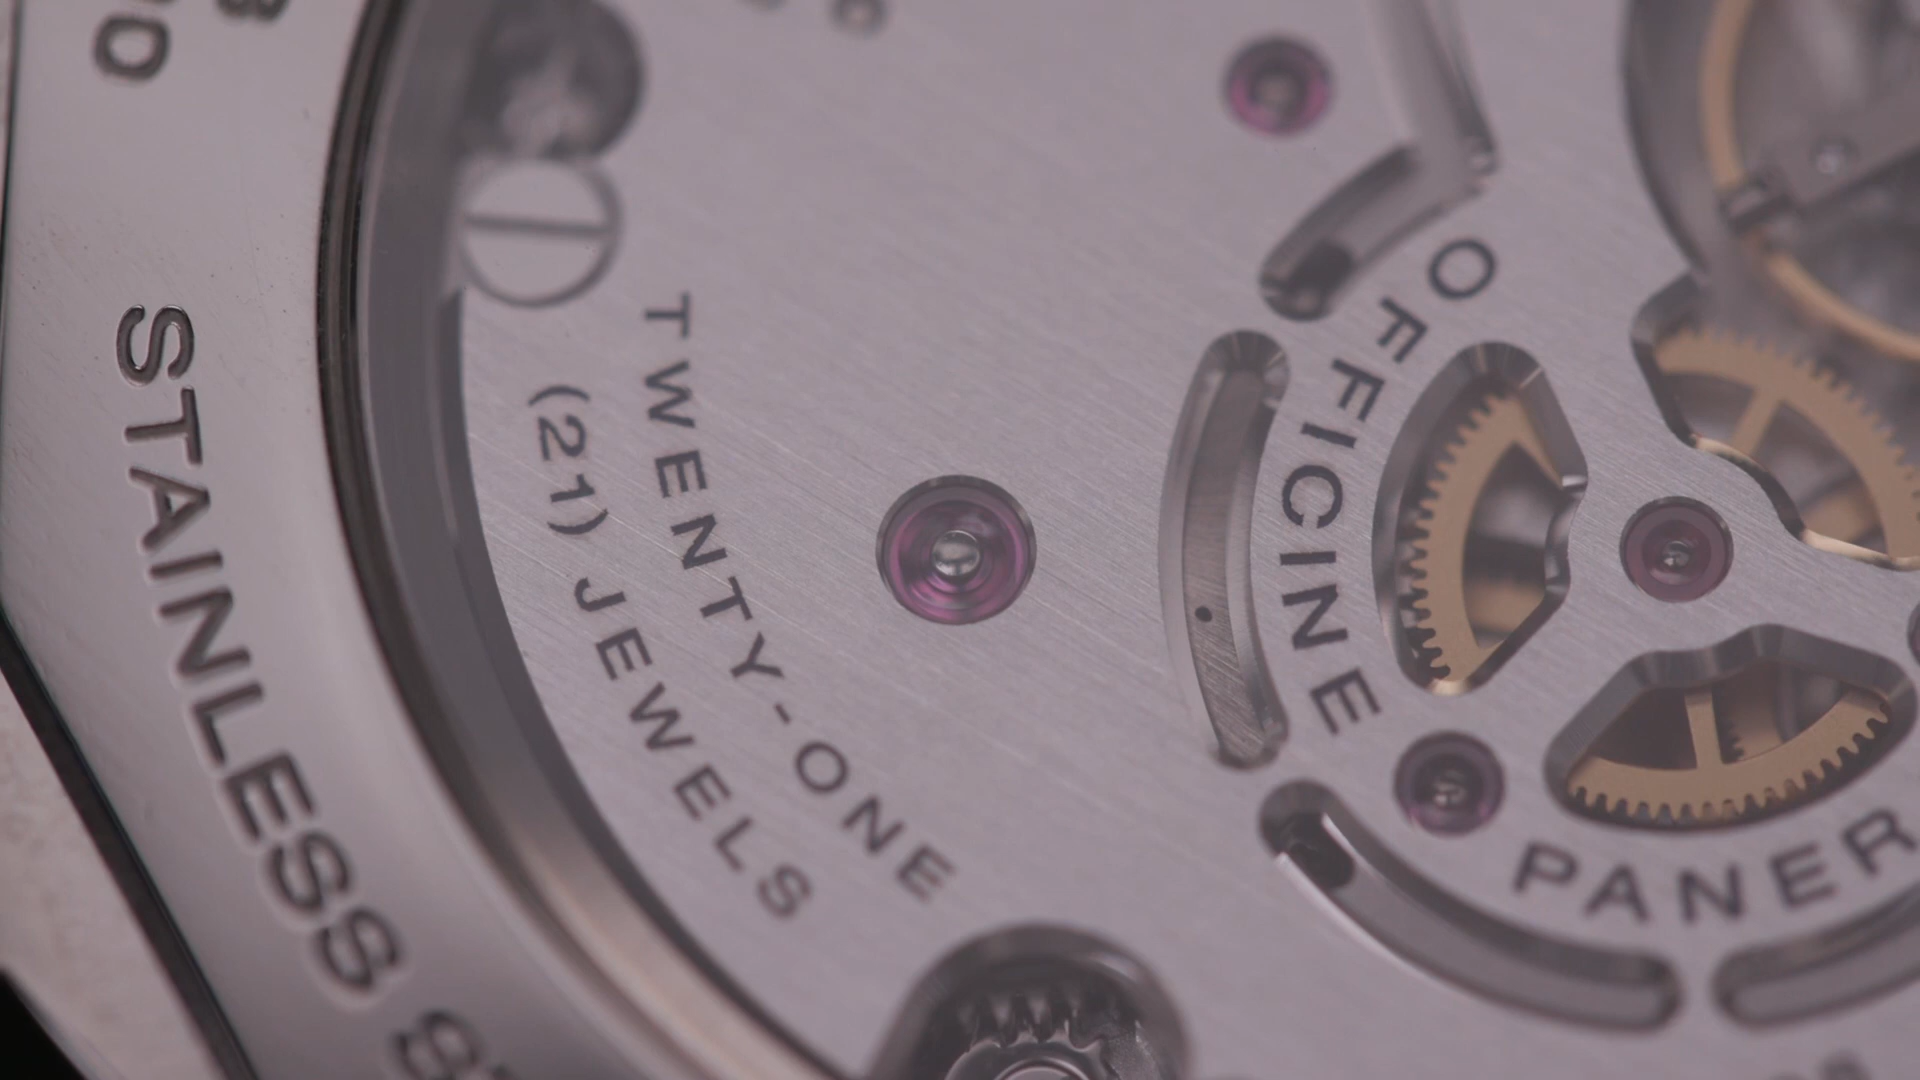 STAINLESS
TWENTY-ONE
(21) JEWELS
OFFICINE
PANER